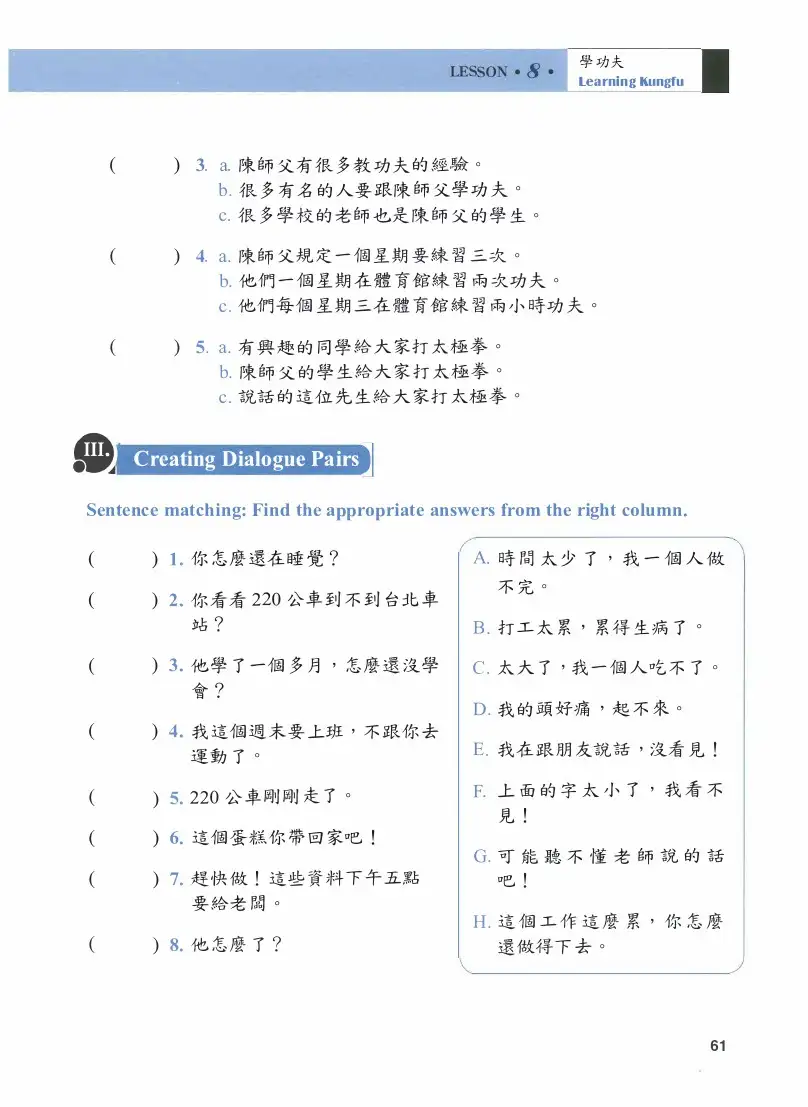 LESSON • 8 •
學功夫
Learning Kungfu
(  ) 3. a. 陳師父有很多教功夫的經驗。
b. 很多有名的人要跟陳師父學功夫。
c. 很多學校的老師也是陳師父的學生。
(  ) 4. a. 陳師父規定一個星期要練習三次。
b. 他們一個星期在體育館練習兩次功夫。
c. 他們每個星期三在體育館練習兩小時功夫。
(  ) 5. a. 有興趣的同學給大家打太極拳。
b. 陳師父的學生給大家打太極拳。
c. 說話的這位先生給大家打太極拳。
III. Creating Dialogue Pairs
Sentence matching: Find the appropriate answers from the right column.
(  ) 1. 你怎麼還在睡覺？
(  ) 2. 你看看 220 公車到不到台北車
站？
(  ) 3. 他學了一個多月，怎麼還沒學
會？
(  ) 4. 我這個週末要上班，不跟你去
運動了。
(  ) 5. 220 公車剛剛走了。
(  ) 6. 這個蛋糕你帶回家吧！
(  ) 7. 趕快做！這些資料下午五點
要給老闆。
(  ) 8. 他怎麼了？
A. 時間太少了，我一個人做
不完。
B. 打工太累，累得生病了。
C. 太大了，我一個人吃不了。
D. 我的頭好痛，起不來。
E. 我在跟朋友說話，沒看見！
F. 上面的字太小了，我看不
見！
G. 可能聽不懂老師說的話
吧！
H. 這個工作這麼累，你怎麼
還做得下去。
61